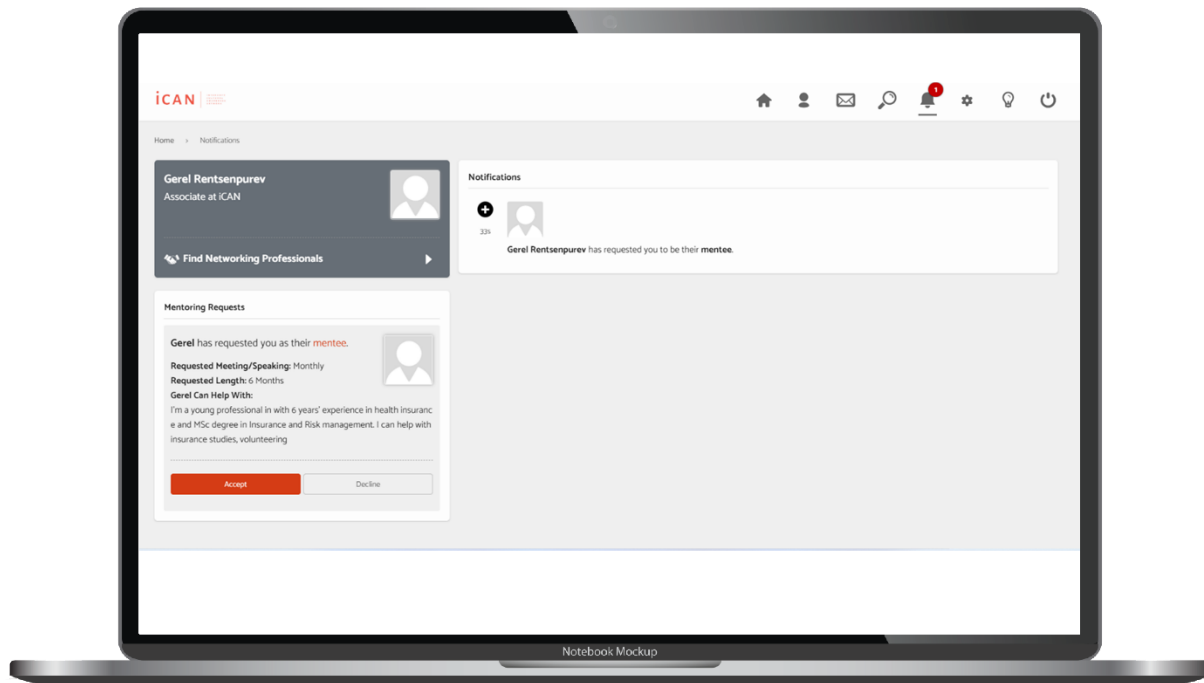 iCAN
1
Home › Notifications
Gerel Rentsenpurev
Associate at iCAN
Find Networking Professionals
Notifications
33s
Gerel Rentsenpurev has requested you to be their mentee.
Mentoring Requests
Gerel has requested you as their mentee.
Requested Meeting/Speaking: Monthly
Requested Length: 6 Months
Gerel Can Help With:
I'm a young professional in with 6 years' experience in health insuranc
e and MSc degree in Insurance and Risk management. I can help with
insurance studies, volunteering
Accept
Decline
Notebook Mockup